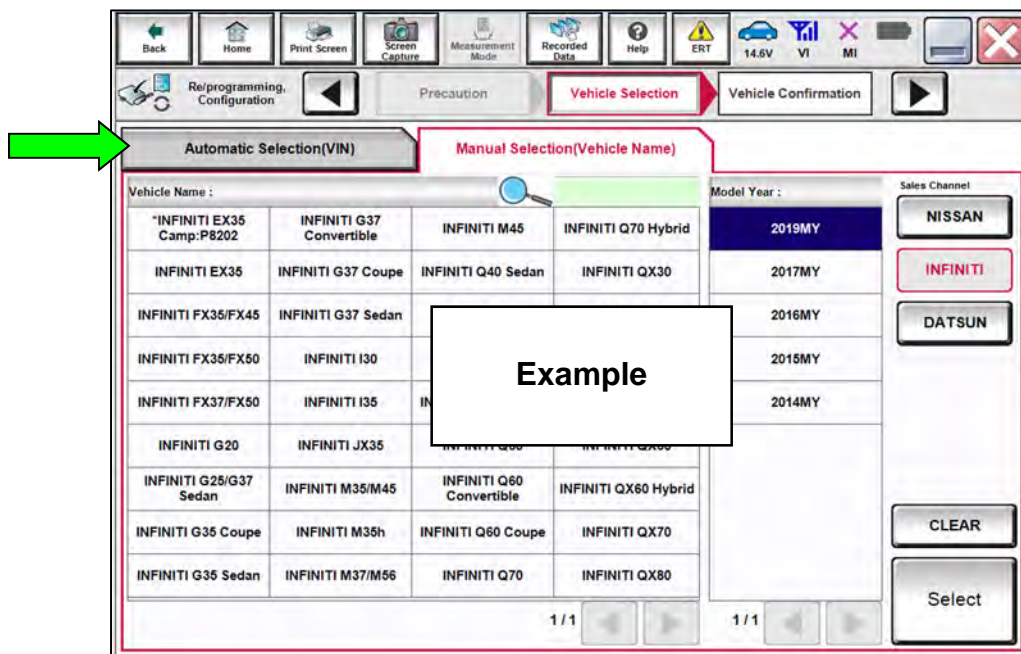 Back
Home
Print Screen
Screen
Capture
Measurement
Mode
Recorded
Data
Help
ERT
14.6V
VI
MI
Re/programming,
Configuration
Precaution
Vehicle Selection
Vehicle Confirmation
Automatic Selection(VIN)
Manual Selection(Vehicle Name)
Vehicle Name :
Model Year :
Sales Channel
*INFINITI EX35
Camp:P8202
INFINITI G37
Convertible
INFINITI M45
INFINITI Q70 Hybrid
2019MY
NISSAN
INFINITI EX35
INFINITI G37 Coupe
INFINITI Q40 Sedan
INFINITI QX30
2017MY
INFINITI
INFINITI FX35/FX45
INFINITI G37 Sedan
2016MY
DATSUN
INFINITI FX35/FX50
INFINITI I30
Example
2015MY
INFINITI FX37/FX50
INFINITI I35
2014MY
INFINITI G20
INFINITI JX35
INFINITI G25/G37
Sedan
INFINITI M35/M45
INFINITI Q60
Convertible
INFINITI QX60 Hybrid
INFINITI G35 Coupe
INFINITI M35h
INFINITI Q60 Coupe
INFINITI QX70
CLEAR
INFINITI G35 Sedan
INFINITI M37/M56
INFINITI Q70
INFINITI QX80
Select
1/1
1/1